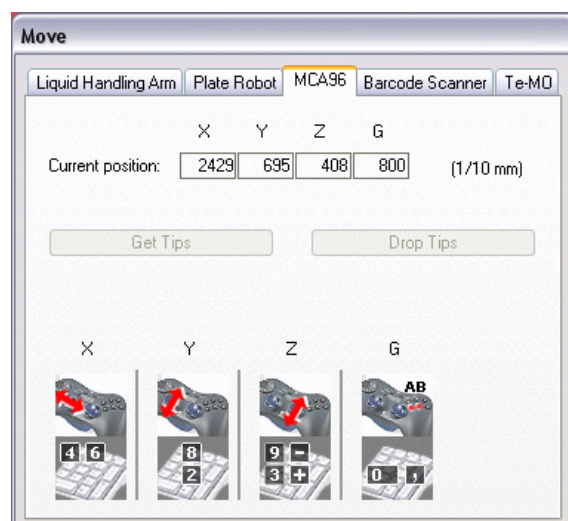 Move
Liquid Handling Arm Plate Robot MCA96 Barcode Scanner Te-MO
X Y Z G
Current position: 2429 695 408 800 (1/10 mm)
Get Tips Drop Tips
X Y Z G
AB
4 6 8 9 -
2 3 + 0 ,